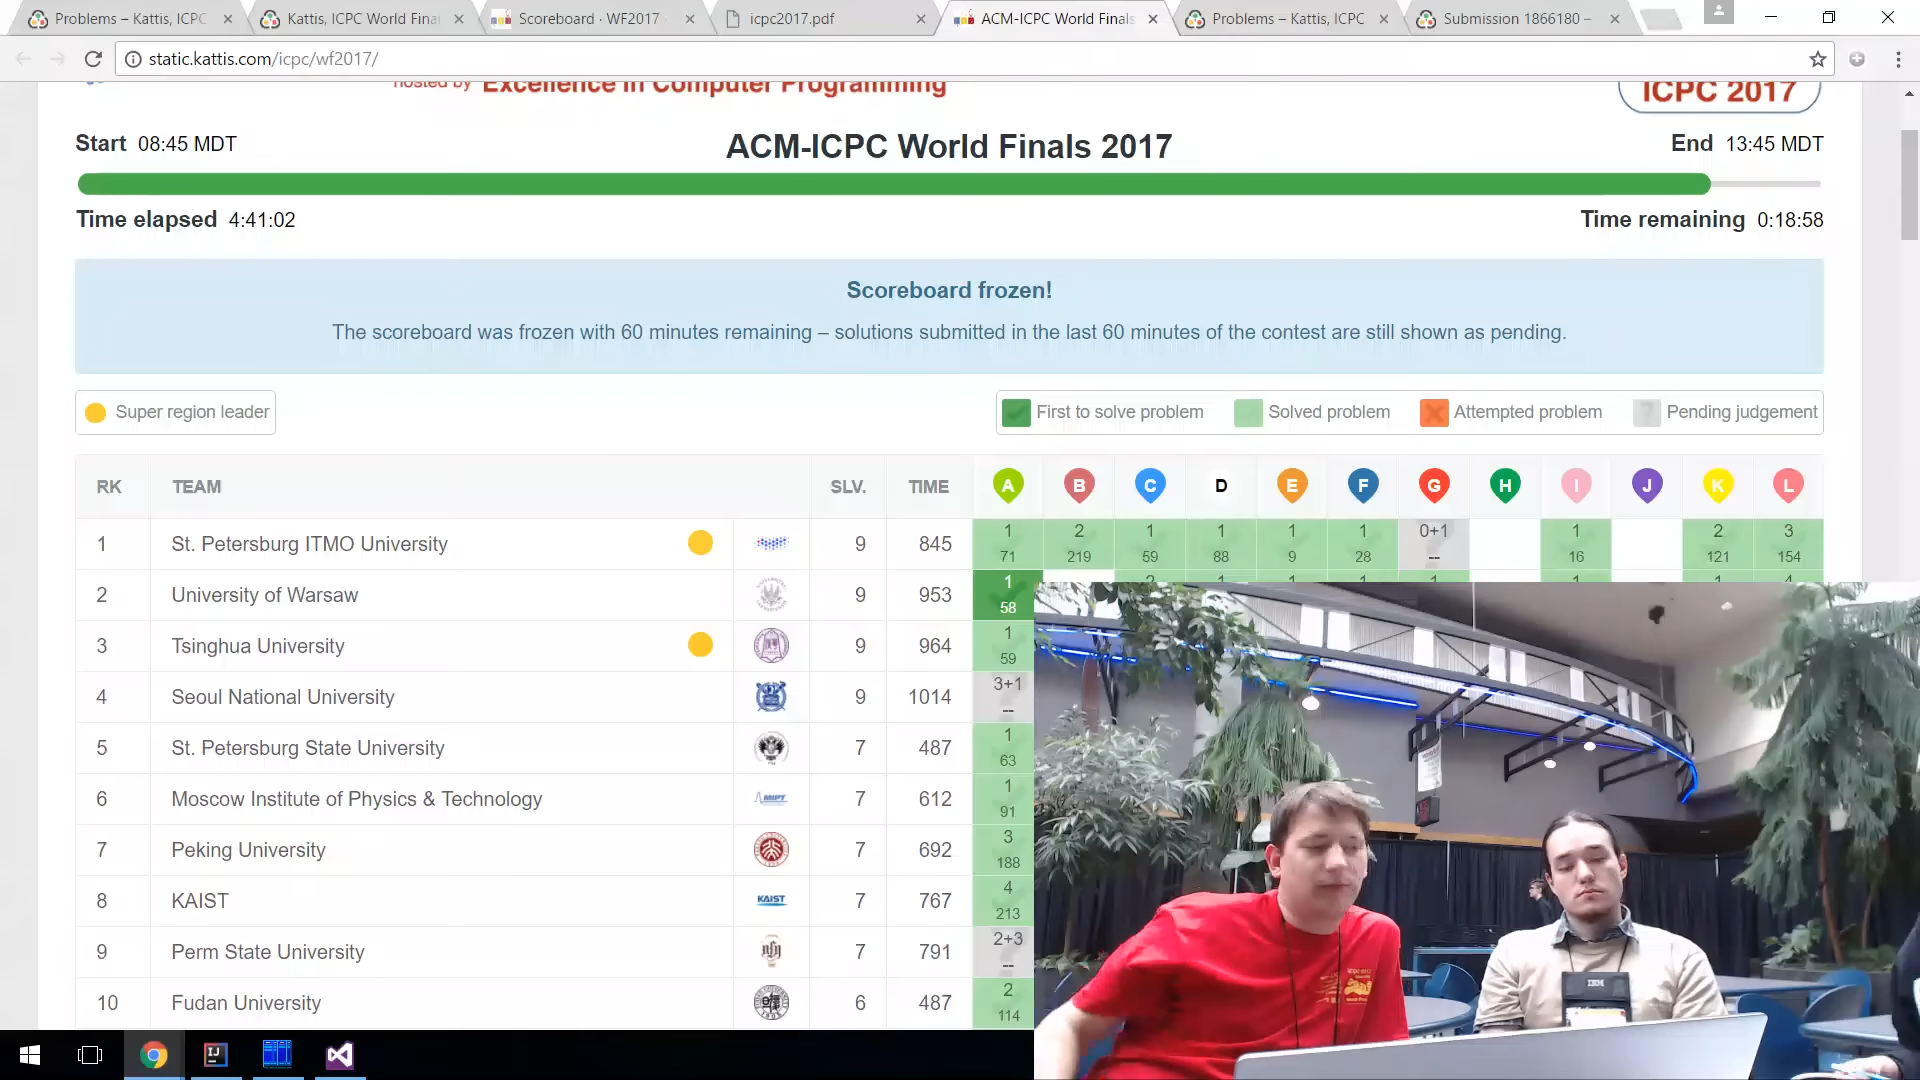 Problems – Kattis, ICPC
Kattis, ICPC World Fina
Scoreboard · WF2017
icpc2017.pdf
ACM-ICPC World Finals
Problems – Kattis, ICPC
Submission 1866180 –
static.kattis.com/icpc/wf2017/
hosted by Excellence in Computer Programming
ICPC 2017
Start 08:45 MDT
ACM-ICPC World Finals 2017
End 13:45 MDT
Time elapsed 4:41:02
Time remaining 0:18:58
Scoreboard frozen!
The scoreboard was frozen with 60 minutes remaining – solutions submitted in the last 60 minutes of the contest are still shown as pending.
Super region leader
First to solve problem
Solved problem
Attempted problem
? Pending judgement
RK TEAM SLV. TIME A B C D E F G H I J K L
1 St. Petersburg ITMO University 9 845 1 2 1 1 1 1 0+1 1 2 3
71 219 59 88 9 28 -- 16 121 154
2 University of Warsaw 9 953 1
58
3 Tsinghua University 9 964 1
59
4 Seoul National University 9 1014 3+1
--
5 St. Petersburg State University 7 487 1
63
6 Moscow Institute of Physics & Technology MIPT 7 612 1
91
7 Peking University 7 692 3
188
8 KAIST KAIST 7 767 4
213
9 Perm State University 7 791 2+3
--
10 Fudan University 6 487 2
114
IBM
IJ